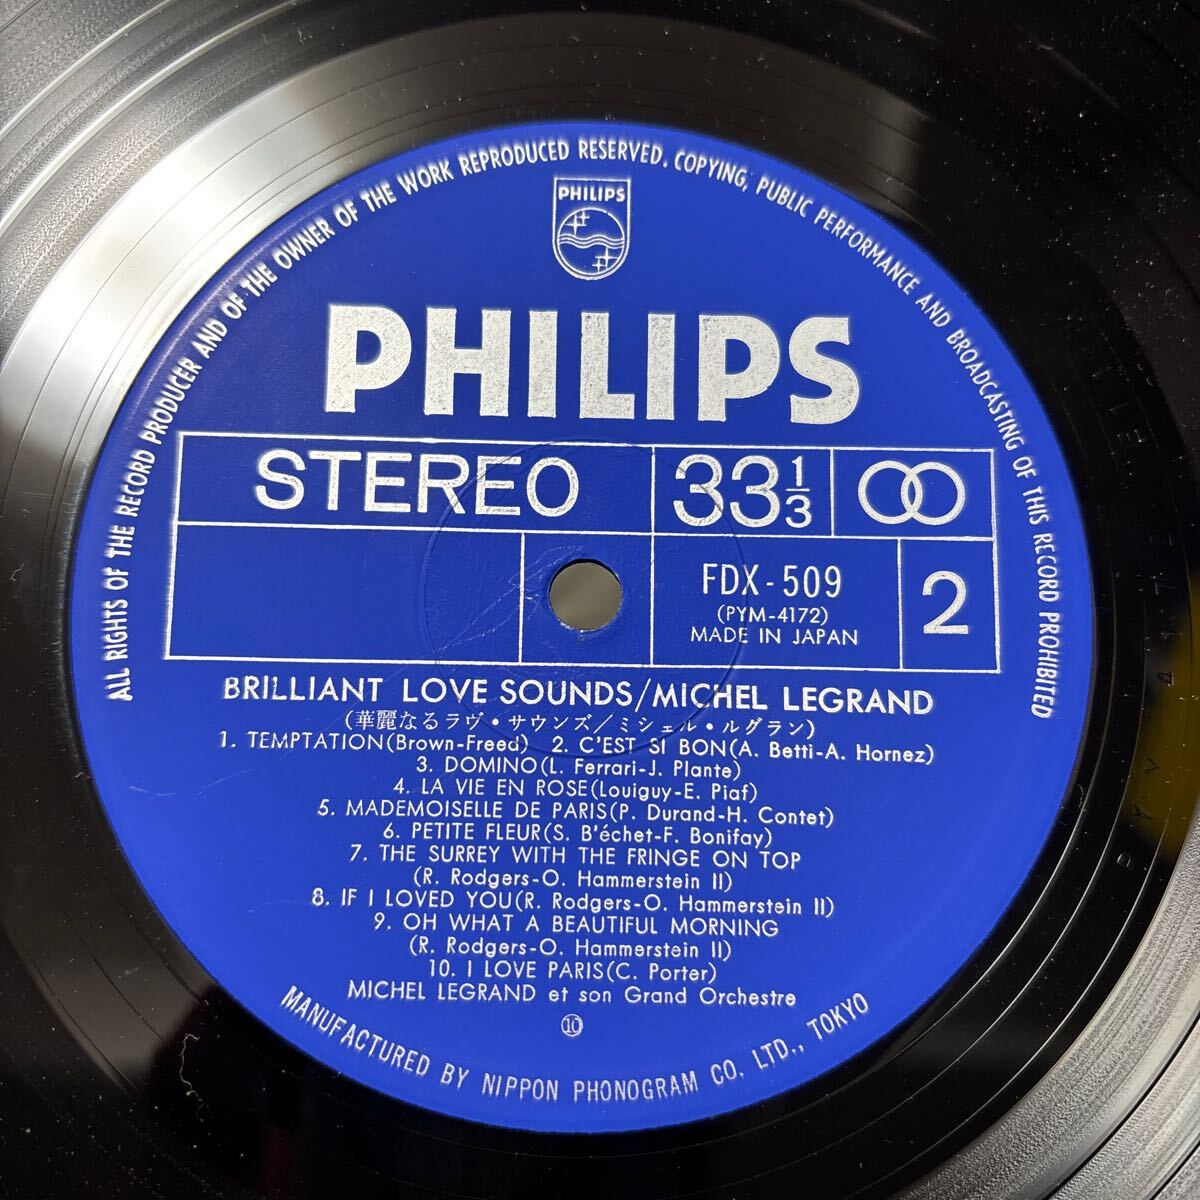 ALL RIGHTS OF THE RECORD PRODUCER AND OF THE OWNER OF THE WORK REPRODUCED RESERVED. COPYING, PUBLIC PERFORMANCE AND BROADCASTING OF THIS RECORD PROHIBITED
PHILIPS
PHILIPS
STEREO 33 1/3
FDX-509
(PYM-4172)
MADE IN JAPAN
2
BRILLIANT LOVE SOUNDS/MICHEL LEGRAND
(華麗なるラヴ・サウンズ/ミシェル・ルグラン)
1. TEMPTATION(Brown-Freed) 2. C'EST SI BON(A. Betti-A. Hornez)
3. DOMINO(L. Ferrari-J. Plante)
4. LA VIE EN ROSE(Louiguy-E. Piaf)
5. MADEMOISELLE DE PARIS(P. Durand-H. Contet)
6. PETITE FLEUR(S. B'échet-F. Bonifay)
7. THE SURREY WITH THE FRINGE ON TOP
(R. Rodgers-O. Hammerstein II)
8. IF I LOVED YOU(R. Rodgers-O. Hammerstein II)
9. OH WHAT A BEAUTIFUL MORNING
(R. Rodgers-O. Hammerstein II)
10. I LOVE PARIS(C. Porter)
MICHEL LEGRAND et son Grand Orchestre
⑩
MANUFACTURED BY NIPPON PHONOGRAM CO. LTD., TOKYO